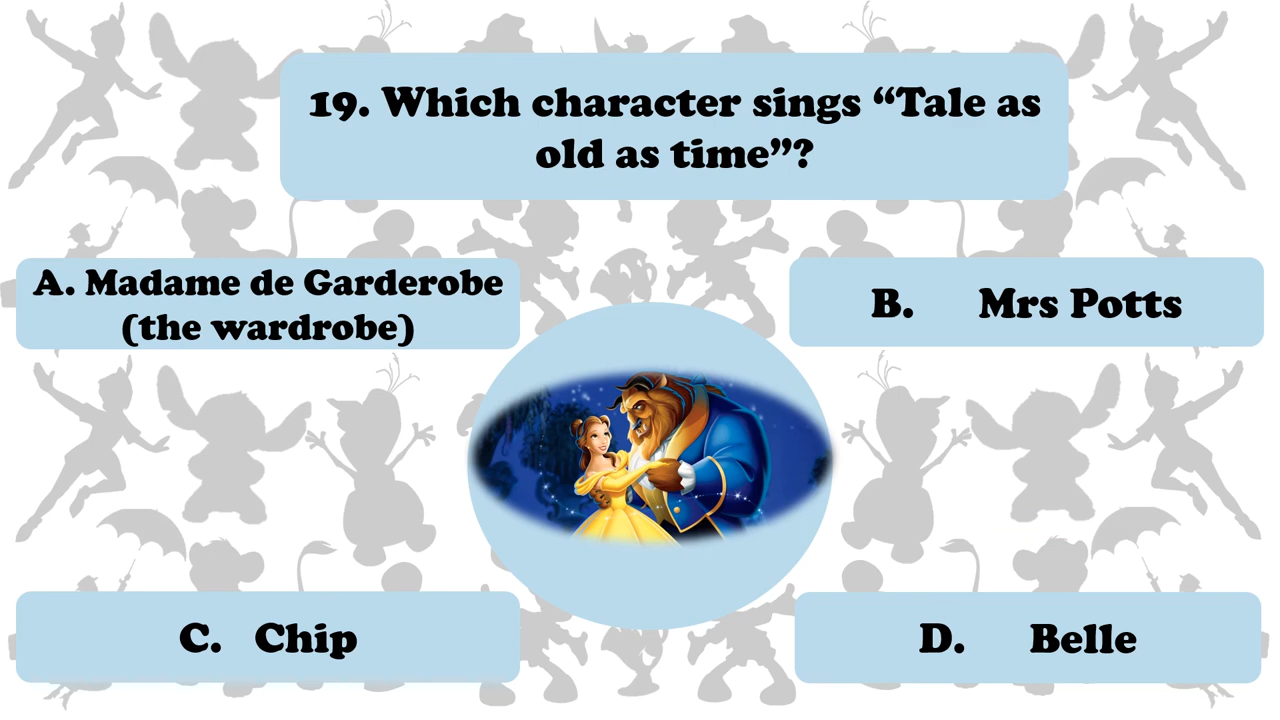 19. Which character sings “Tale as
old as time”?
A. Madame de Garderobe
(the wardrobe)
B. Mrs Potts
C. Chip
D. Belle